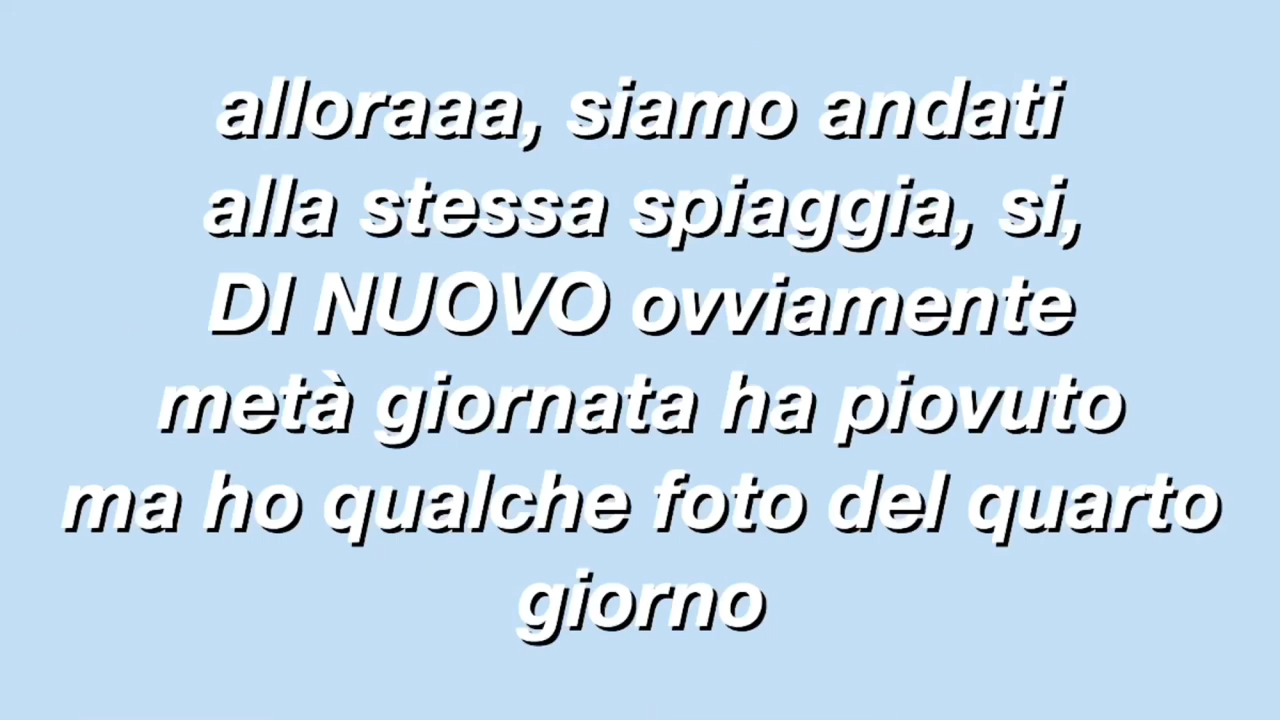 alloraaa, siamo andati
alla stessa spiaggia, si,
DI NUOVO ovviamente
metà giornata ha piovuto
ma ho qualche foto del quarto
giorno